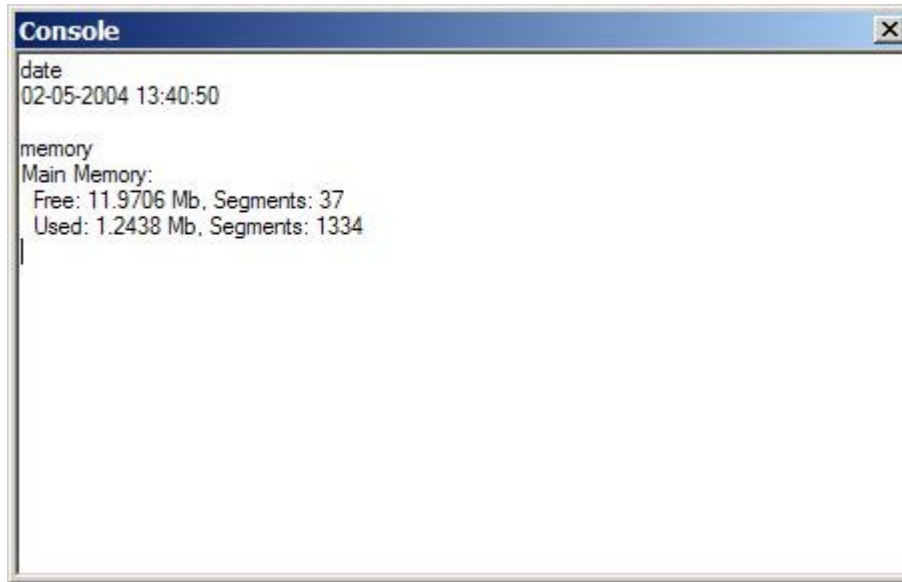 Console
date
02-05-2004 13:40:50
memory
Main Memory:
Free: 11.9706 Mb, Segments: 37
Used: 1.2438 Mb, Segments: 1334